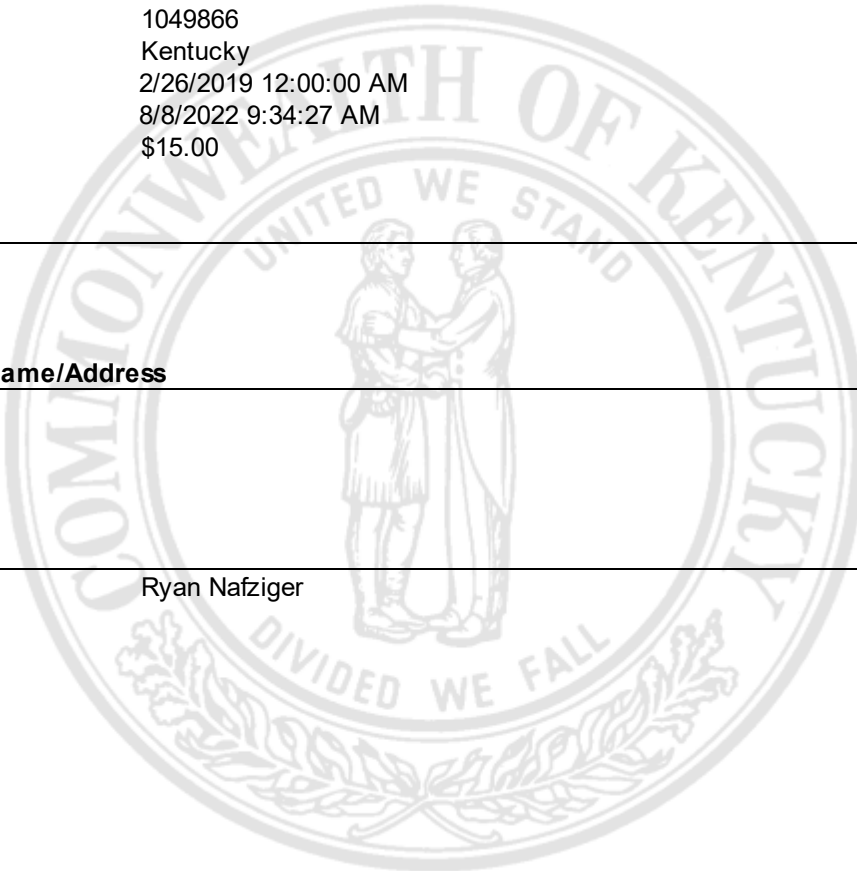 1049866
Kentucky
2/26/2019 12:00:00 AM
8/8/2022 9:34:27 AM
$15.00
COMMONWEALTH OF KENTUCKY
UNITED WE STAND
ame/Address
Ryan Nafziger
DIVIDED WE FALL